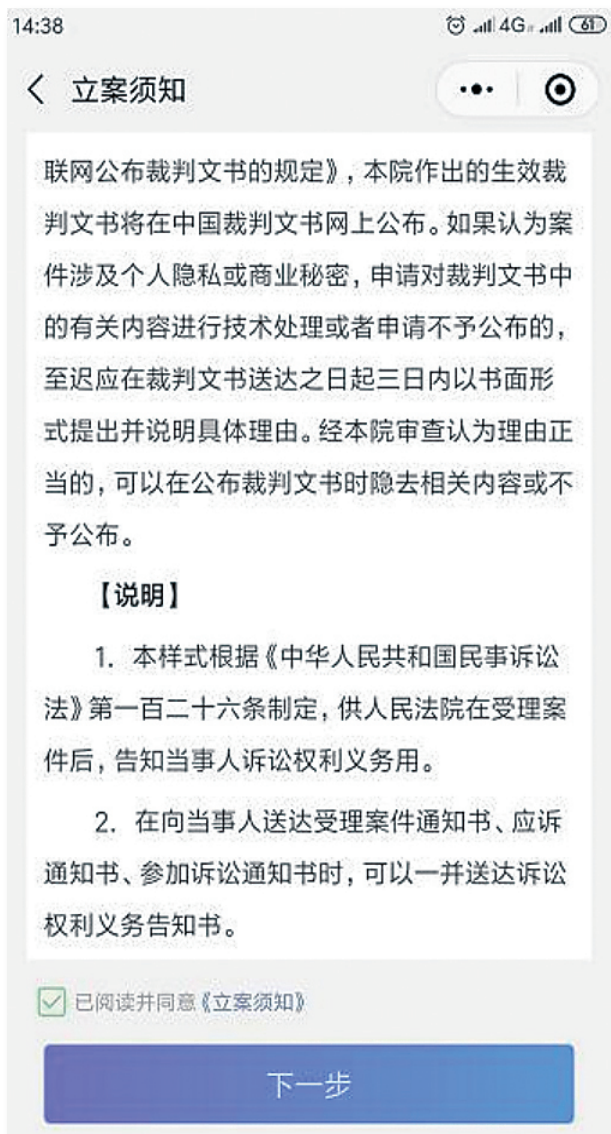 14:38 4G 61
立案须知
联网公布裁判文书的规定》，本院作出的生效裁
判文书将在中国裁判文书网上公布。如果认为案
件涉及个人隐私或商业秘密，申请对裁判文书中
的有关内容进行技术处理或者申请不予公布的，
至迟应在裁判文书送达之日起三日内以书面形
式提出并说明具体理由。经本院审查认为理由正
当的，可以在公布裁判文书时隐去相关内容或不
予公布。
【说明】
1. 本样式根据《中华人民共和国民事诉讼
法》第一百二十六条制定，供人民法院在受理案
件后，告知当事人诉讼权利义务用。
2. 在向当事人送达受理案件通知书、应诉
通知书、参加诉讼通知书时，可以一并送达诉讼
权利义务告知书。
已阅读并同意《立案须知》
下一步